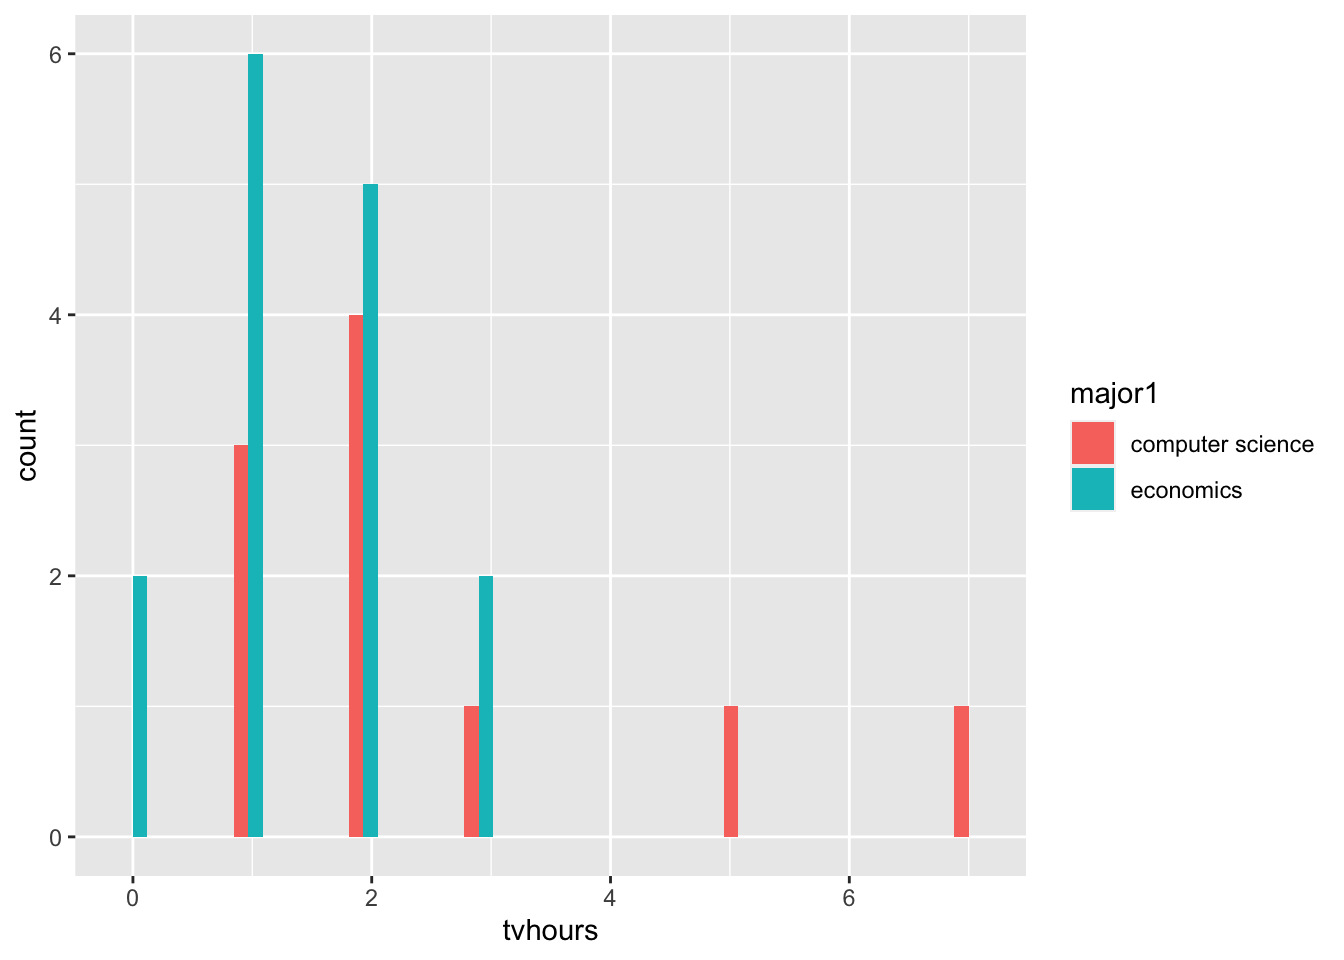 6
4
2
0
count
0 2 4 6
tvhours
major1
computer science
economics